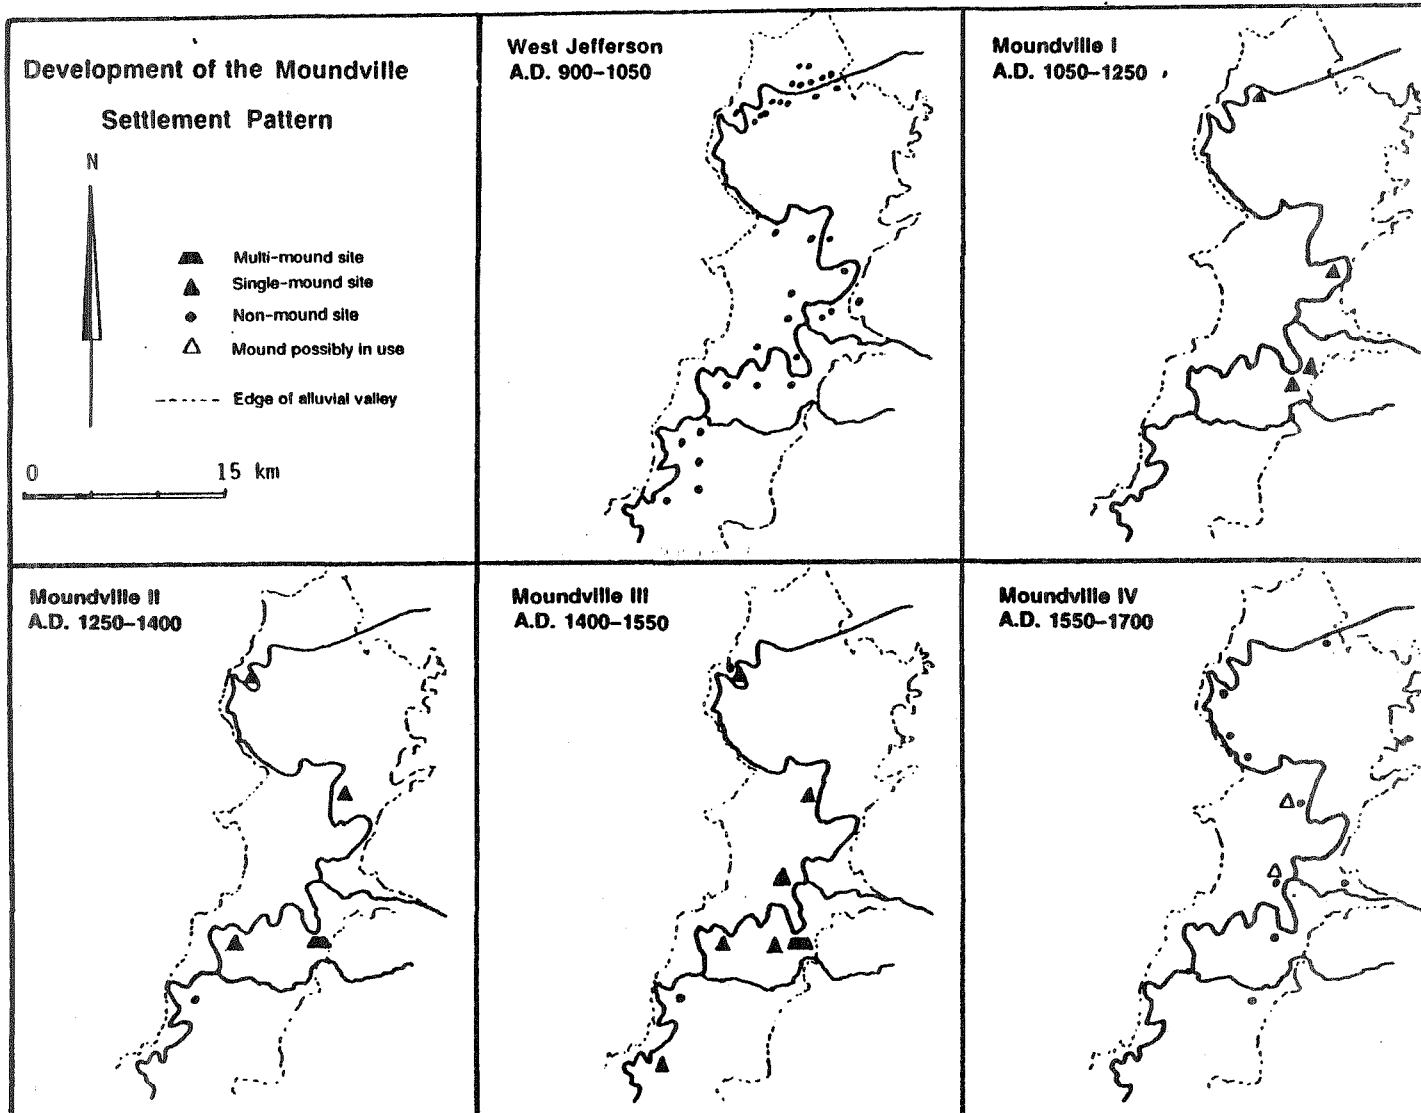 Development of the Moundville
Settlement Pattern
N
Multi-mound site
Single-mound site
Non-mound site
Mound possibly in use
Edge of alluvial valley
0 15 km
West Jefferson
A.D. 900–1050
Moundville I
A.D. 1050–1250
Moundville II
A.D. 1250–1400
Moundville III
A.D. 1400–1550
Moundville IV
A.D. 1550–1700